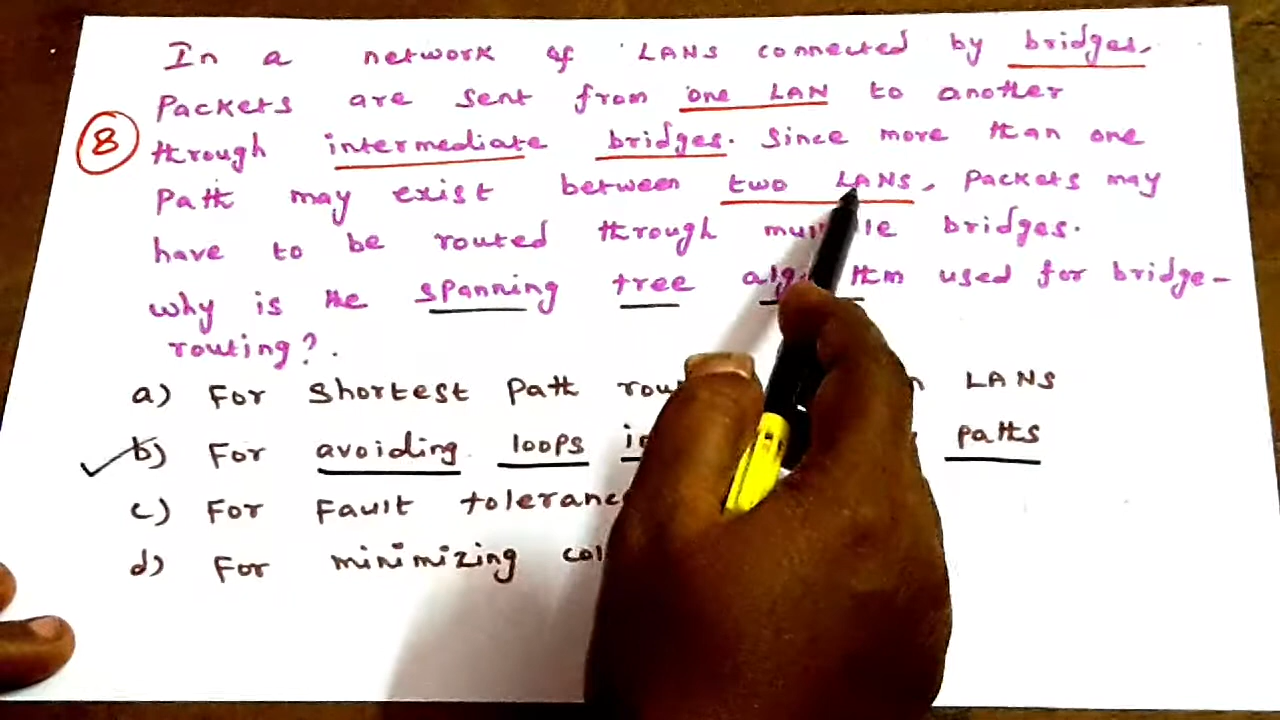 In a network of LANS connected by bridges,
Packets are sent from one LAN to another
8 through intermediate bridges. Since more than one
Path may exist between two LANS, Packets may
have to be routed through bridges.
why is the spanning tree used for bridge-
routing?.
a) For Shortest Path LANS
b) For avoiding loops paths
c) For Fault
d) For minimizing